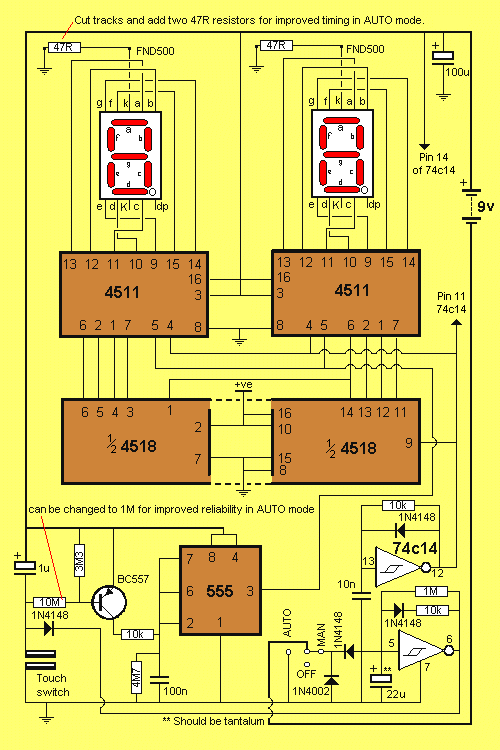 Cut tracks and add two 47R resistors for improved timing in AUTO mode.
47R FND500 47R FND500
+ 100u
g f k a b g f k a b
a f b g e c d a f b g e c d
Pin 14
of 74c14
e d K c dp e d K c dp
+ 9v
13 12 11 10 9 15 14 13 12 11 10 9 15 14
16 16
4511 3 3 4511
6 2 1 7 5 4 8 8 4 5 6 2 1 7
Pin 11
74c14
+ve
6 5 4 3 1 16 14 13 12 11
2 10
½ 4518 ½ 4518 9
7 15
8
can be changed to 1M for improved reliability in AUTO mode
+ 1u 3M3 BC557
7 8 4
6 555 3
2 1
10M
1N4148
10k
4M7 100n
Touch
switch
10k
1N4148
74c14
13 12
10n
1M
10k
1N4148
AUTO MAN 1N4148
OFF
5 6
7
1N4002
+ ** 22u
** Should be tantalum